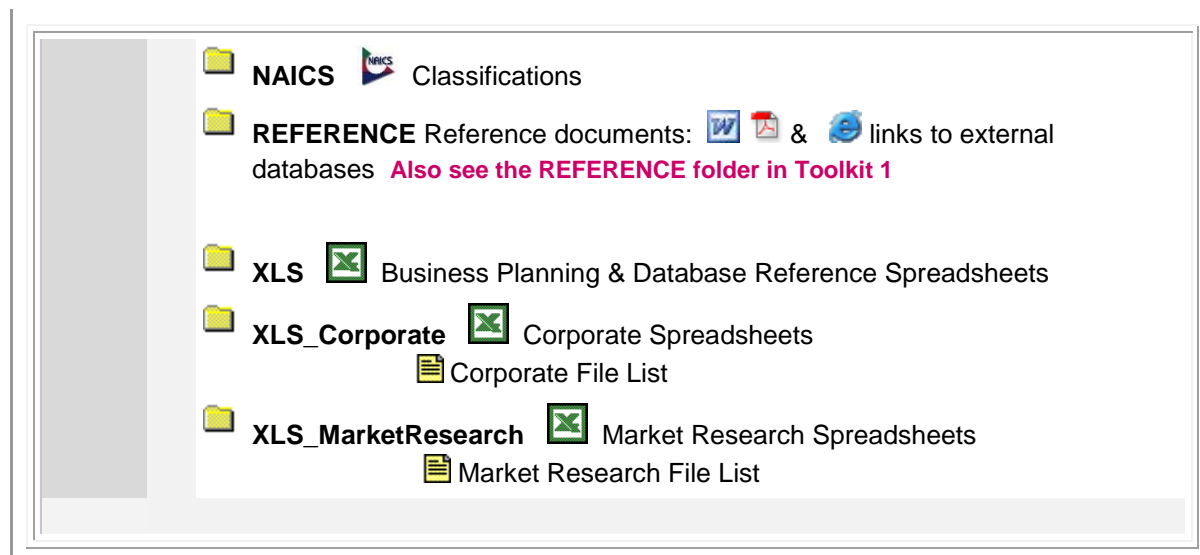 NAICS NAICS Classifications
REFERENCE Reference documents: W & links to external
databases Also see the REFERENCE folder in Toolkit 1
XLS X Business Planning & Database Reference Spreadsheets
XLS_Corporate X Corporate Spreadsheets
Corporate File List
XLS_MarketResearch X Market Research Spreadsheets
Market Research File List